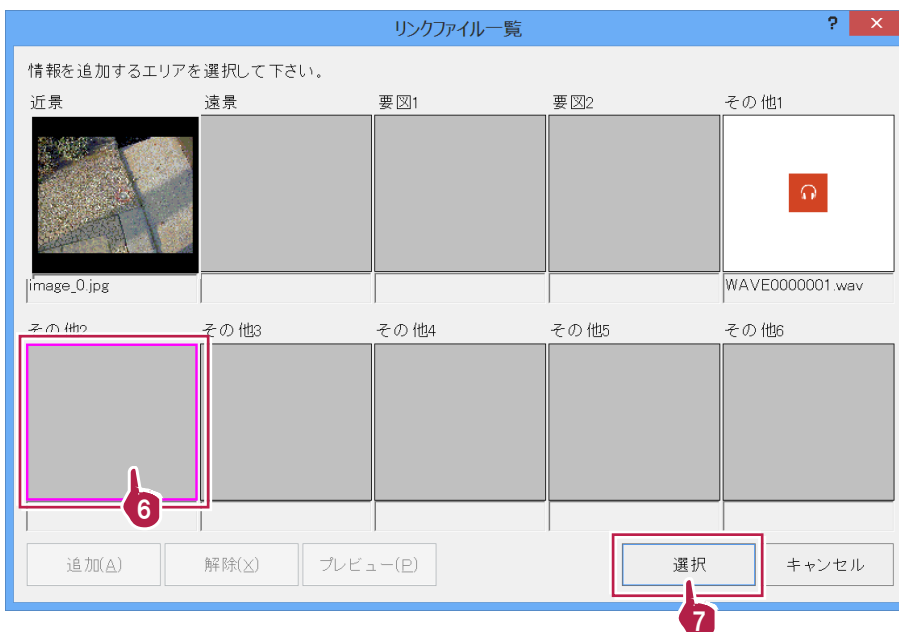 リンクファイル一覧
?
×
情報を追加するエリアを選択して下さい。
近景 遠景 要図1 要図2 その他1
image_0.jpg WAVE0000001.wav
その他2 その他3 その他4 その他5 その他6
6
追加(A) 解除(X) プレビュー(P) 選択 キャンセル
7